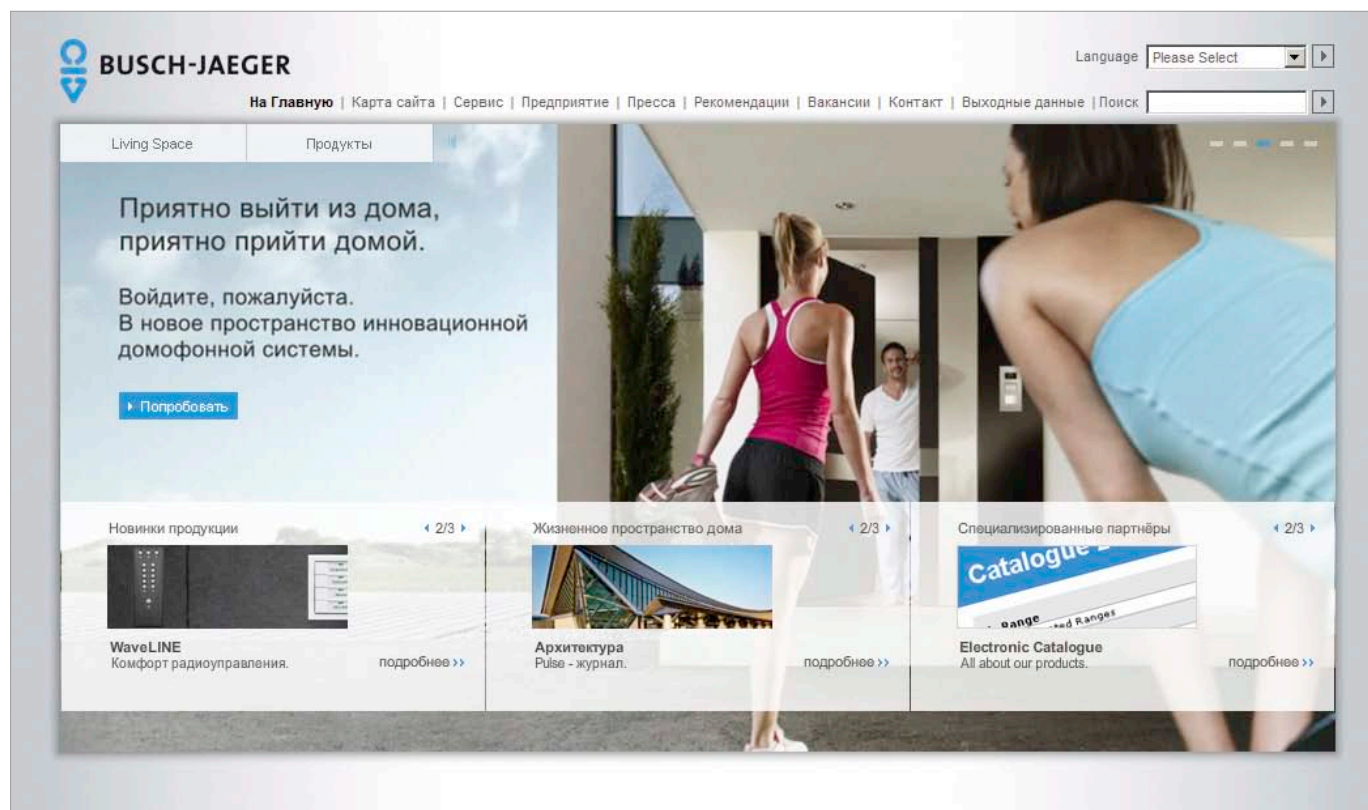 BUSCH-JAEGER
Language Please Select
На Главную | Карта сайта | Сервис | Предприятие | Пресса | Рекомендации | Вакансии | Контакт | Выходные данные | Поиск
Living Space
Продукты
Приятно выйти из дома,
приятно прийти домой.
Войдите, пожалуйста.
В новое пространство инновационной
домофонной системы.
Попробовать
Новинки продукции
2/3
WaveLINE
Комфорт радиоуправления.
подробнее
Жизненное пространство дома
2/3
Архитектура
Pulse - журнал.
подробнее
Специализированные партнёры
2/3
Catalogue
Range
ted Ranges
Electronic Catalogue
All about our products.
подробнее